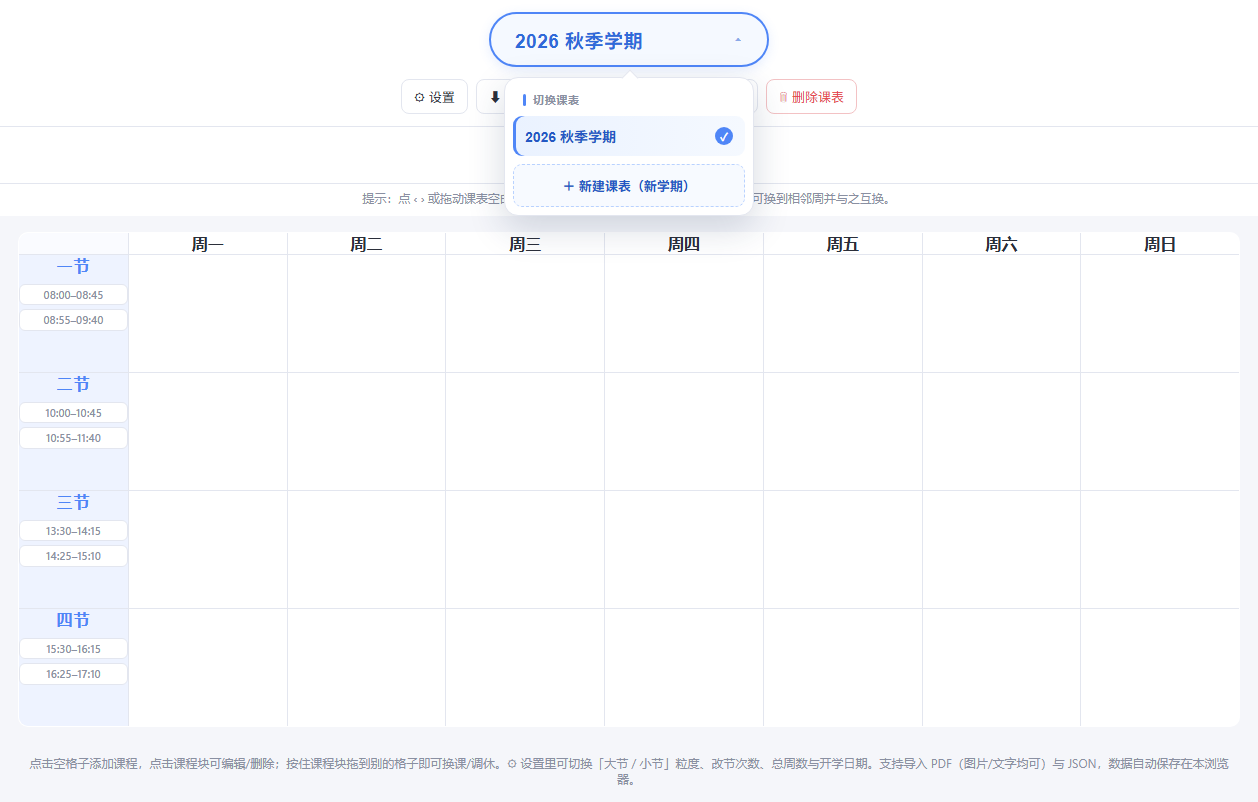 2026 秋季学期
⚙ 设置
⬇
🗑 删除课表
切换课表
2026 秋季学期
＋ 新建课表（新学期）
提示：点 ‹ › 或拖动课表空
可换到相邻周并与之互换。
周一 周二 周三 周四 周五 周六 周日
一节
08:00–08:45
08:55–09:40
二节
10:00–10:45
10:55–11:40
三节
13:30–14:15
14:25–15:10
四节
15:30–16:15
16:25–17:10
点击空格子添加课程，点击课程块可编辑/删除；按住课程块拖到别的格子即可换课/调休。⚙ 设置里可切换「大节 / 小节」粒度、改节次数、总周数与开学日期。支持导入 PDF（图片/文字均可）与 JSON，数据自动保存在本浏览
器。